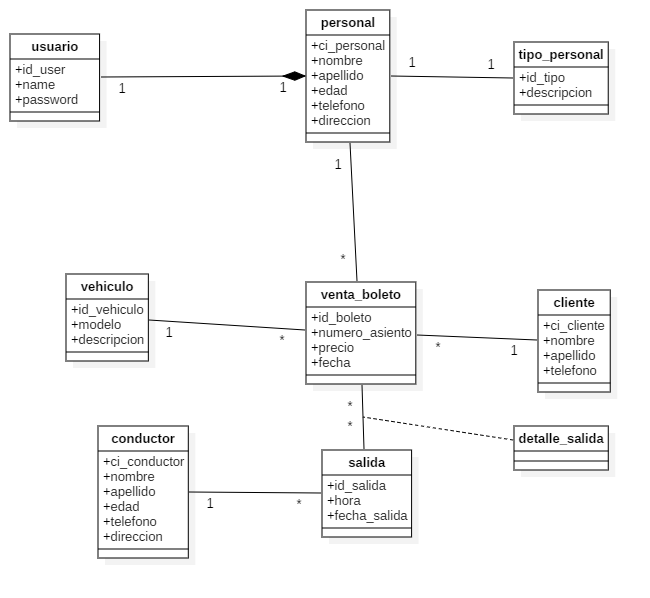 usuario
+id_user
+name
+password
personal
+ci_personal
+nombre
+apellido
+edad
+telefono
+direccion
tipo_personal
+id_tipo
+descripcion
1
1
1
1
1
*
vehiculo
+id_vehiculo
+modelo
+descripcion
venta_boleto
+id_boleto
+numero_asiento
+precio
+fecha
cliente
+ci_cliente
+nombre
+apellido
+telefono
1
*
*
1
*
*
detalle_salida
conductor
+ci_conductor
+nombre
+apellido
+edad
+telefono
+direccion
salida
+id_salida
+hora
+fecha_salida
1
*